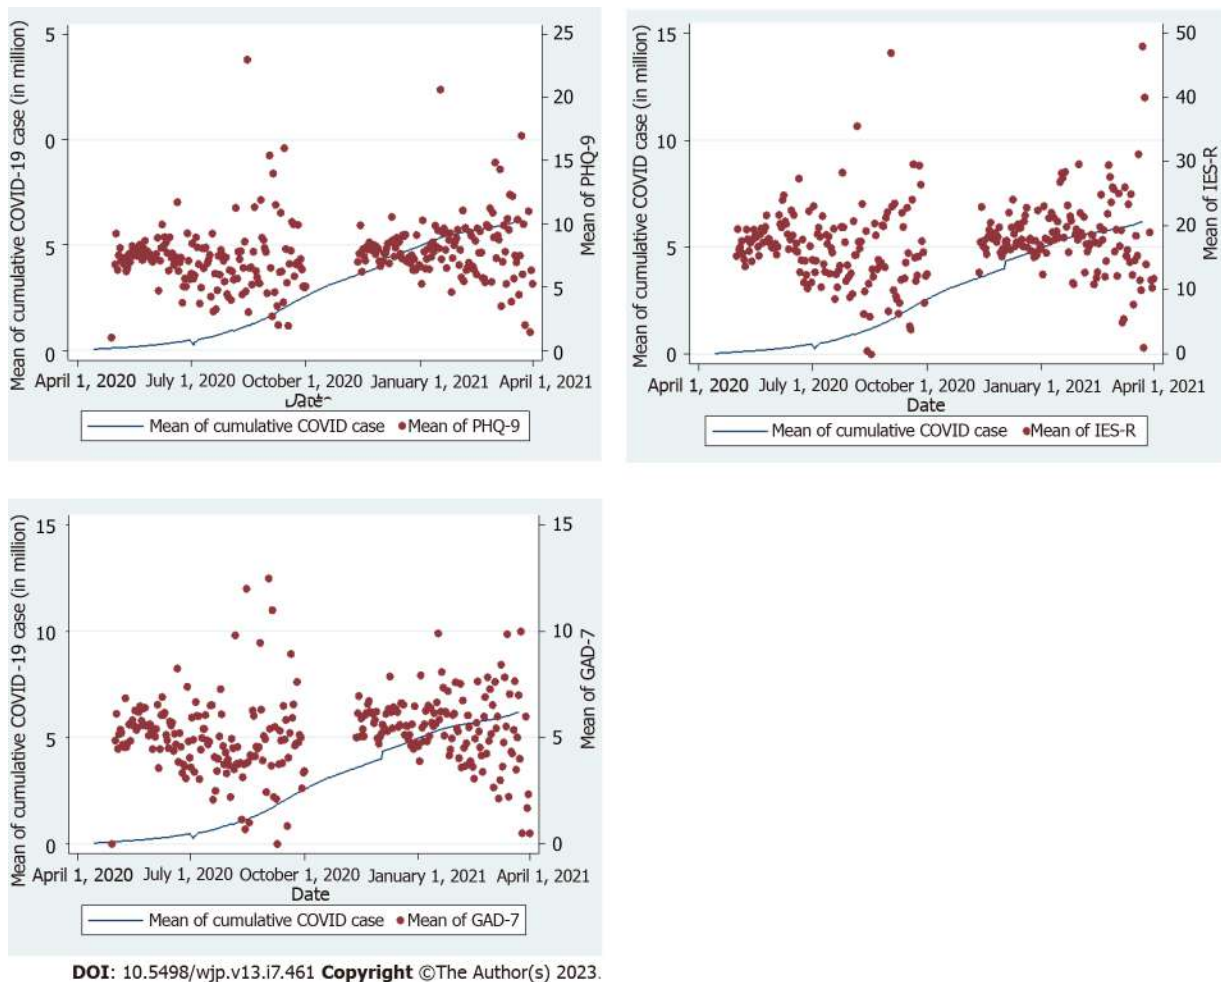 Mean of cumulative COVID-19 case (in million)
5
0
5
0
25
20
15
10
5
0
Mean of PHQ-9
April 1, 2020 July 1, 2020 October 1, 2020 January 1, 2021 April 1, 2021
Mean of cumulative COVID case Mean of PHQ-9
Mean of cumulative COVID case (in million)
15
10
5
0
50
40
30
20
10
0
Mean of IES-R
April 1, 2020 July 1, 2020 October 1, 2020 January 1, 2021 April 1, 2021
Date
Mean of cumulative COVID case Mean of IES-R
Mean of cumulative COVID -19 case (in million)
15
10
5
0
15
10
5
0
Mean of GAD-7
April 1, 2020 July 1, 2020 October 1, 2020 January 1, 2021 April 1, 2021
Date
Mean of cumulative COVID case Mean of GAD-7
DOI: 10.5498/wjp.v13.i7.461 Copyright ©The Author(s) 2023.